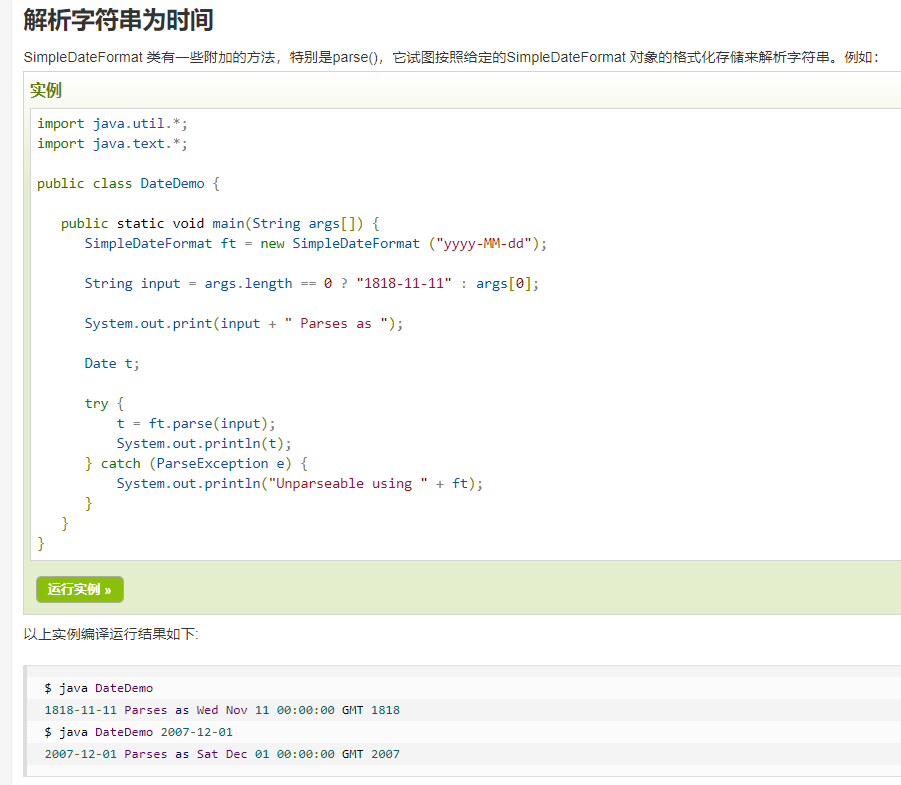 解析字符串为时间
SimpleDateFormat 类有一些附加的方法，特别是parse()，它试图按照给定的SimpleDateFormat 对象的格式化存储来解析字符串。例如：
实例
import java.util.*;
import java.text.*;
public class DateDemo {
public static void main(String args[]) {
SimpleDateFormat ft = new SimpleDateFormat ("yyyy-MM-dd");
String input = args.length == 0 ? "1818-11-11" : args[0];
System.out.print(input + " Parses as ");
Date t;
try {
t = ft.parse(input);
System.out.println(t);
} catch (ParseException e) {
System.out.println("Unparseable using " + ft);
}
}
}
运行实例 »
以上实例编译运行结果如下:
$ java DateDemo
1818-11-11 Parses as Wed Nov 11 00:00:00 GMT 1818
$ java DateDemo 2007-12-01
2007-12-01 Parses as Sat Dec 01 00:00:00 GMT 2007